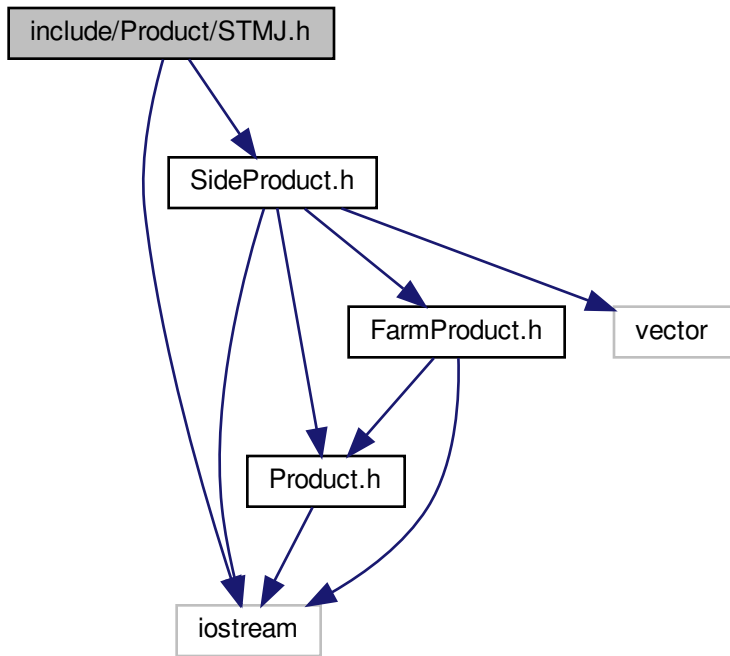 include/Product/STMJ.h
SideProduct.h
FarmProduct.h
vector
Product.h
iostream